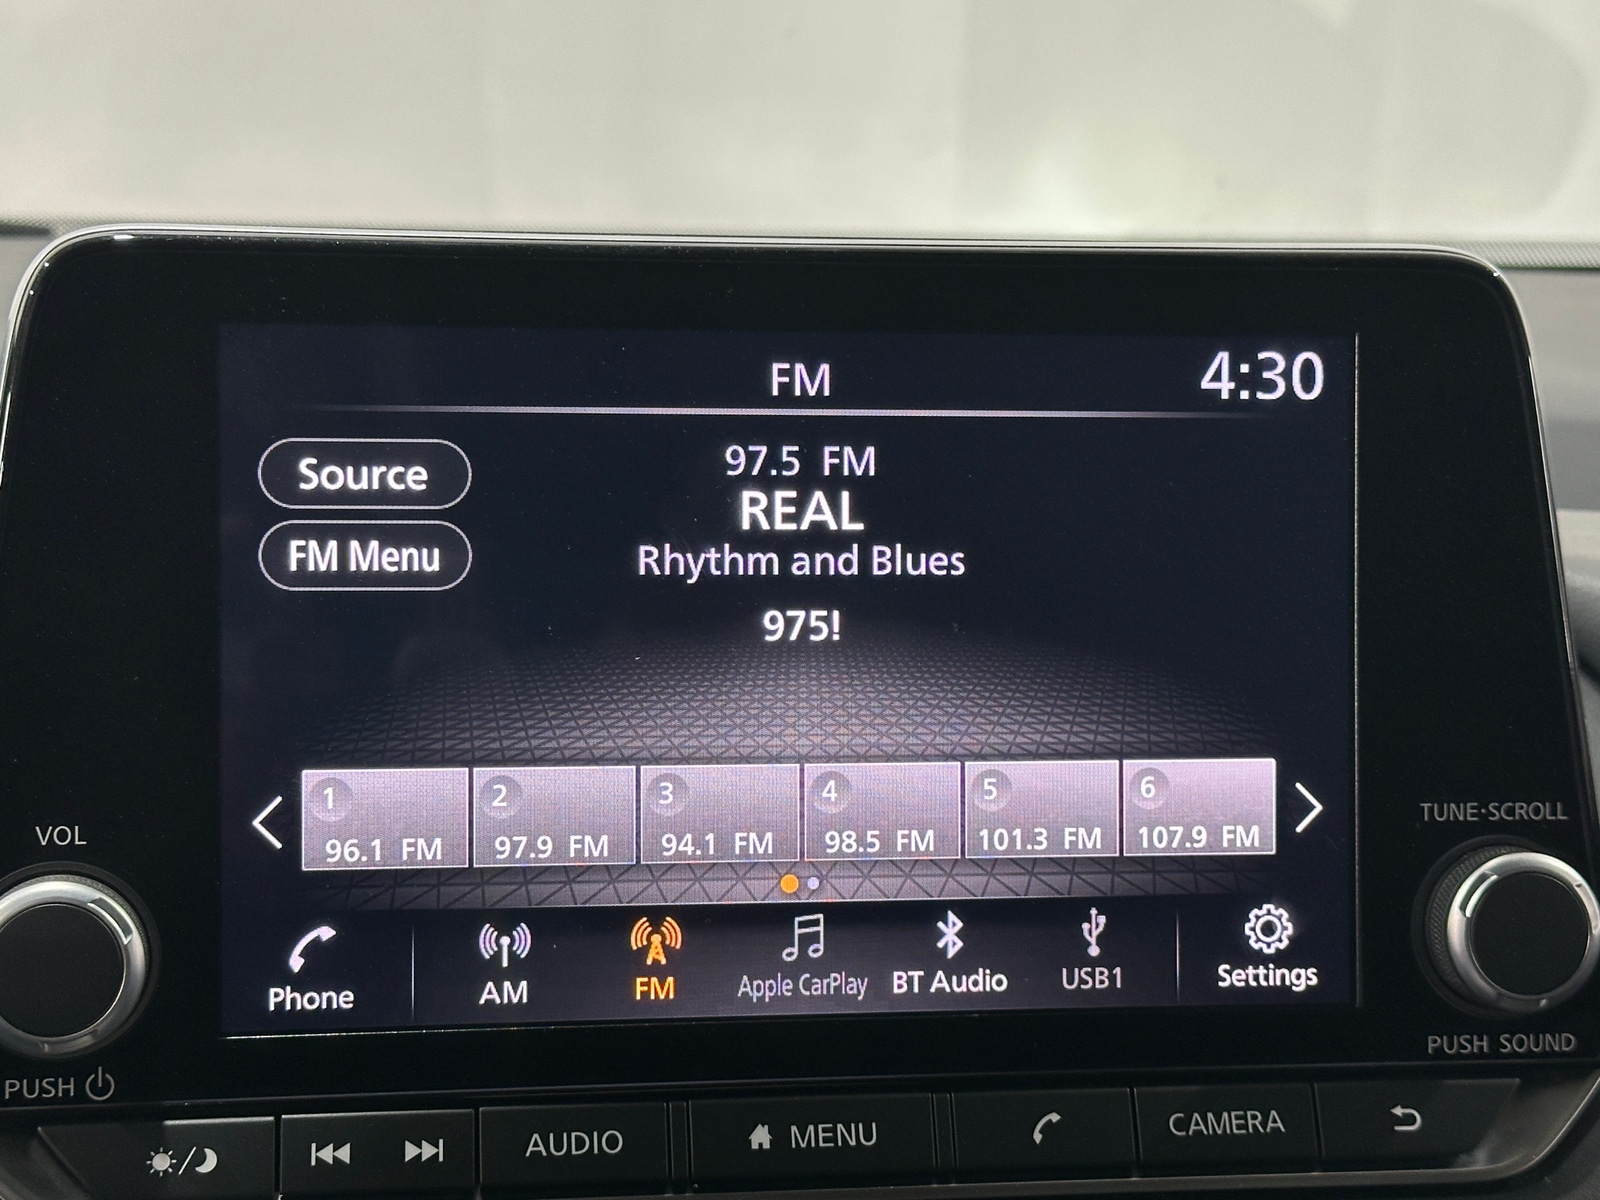 FM
4:30
Source
97.5 FM
REAL
FM Menu
Rhythm and Blues
975!
1
2
3
4
5
6
96.1 FM
97.9 FM
94.1 FM
98.5 FM
101.3 FM
107.9 FM
VOL
TUNE·SCROLL
Phone
AM
FM
Apple CarPlay
BT Audio
USB1
Settings
PUSH
PUSH SOUND
AUDIO
MENU
CAMERA